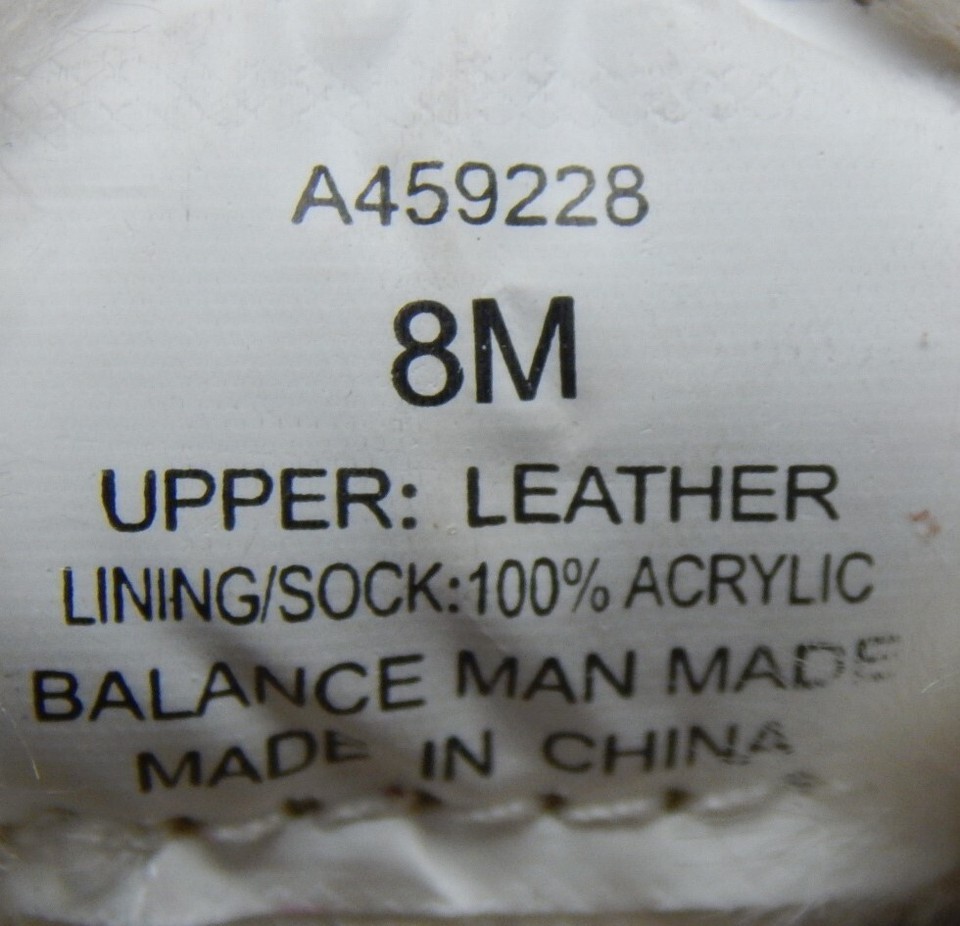 A459228
8M
UPPER: LEATHER
LINING/SOCK:100% ACRYLIC
BALANCE MAN MADE
MADE IN CHINA